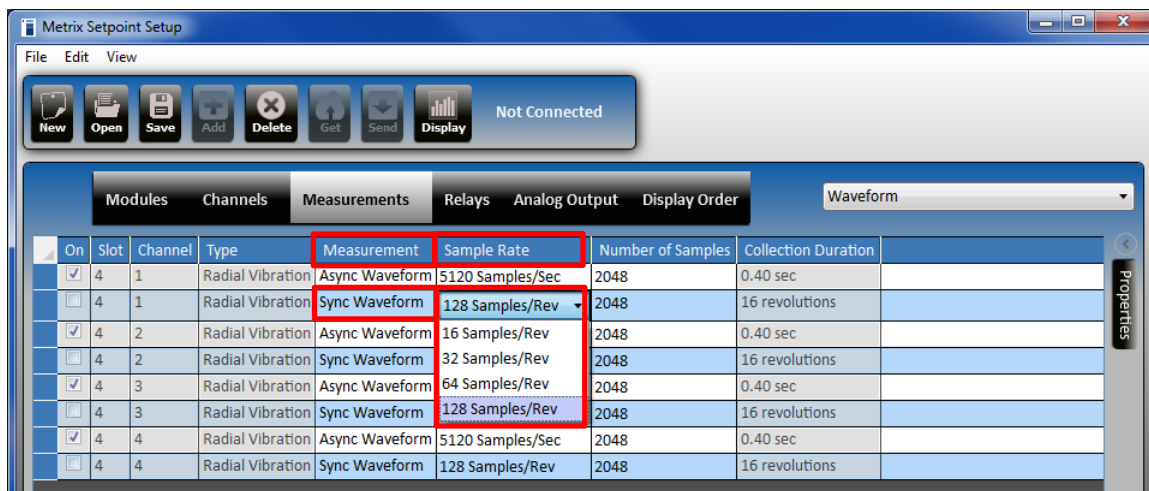 Metrix Setpoint Setup
File Edit View
New Open Save Add Delete Get Send Display Not Connected
Modules Channels Measurements Relays Analog Output Display Order Waveform
On Slot Channel Type Measurement Sample Rate Number of Samples Collection Duration
4 1 Radial Vibration Async Waveform 5120 Samples/Sec 2048 0.40 sec
4 1 Radial Vibration Sync Waveform 128 Samples/Rev 2048 16 revolutions
4 2 Radial Vibration Async Waveform 16 Samples/Rev 2048 0.40 sec
4 2 Radial Vibration Sync Waveform 32 Samples/Rev 2048 16 revolutions
4 3 Radial Vibration Async Waveform 64 Samples/Rev 2048 0.40 sec
4 3 Radial Vibration Sync Waveform 128 Samples/Rev 2048 16 revolutions
4 4 Radial Vibration Async Waveform 5120 Samples/Sec 2048 0.40 sec
4 4 Radial Vibration Sync Waveform 128 Samples/Rev 2048 16 revolutions
Properties